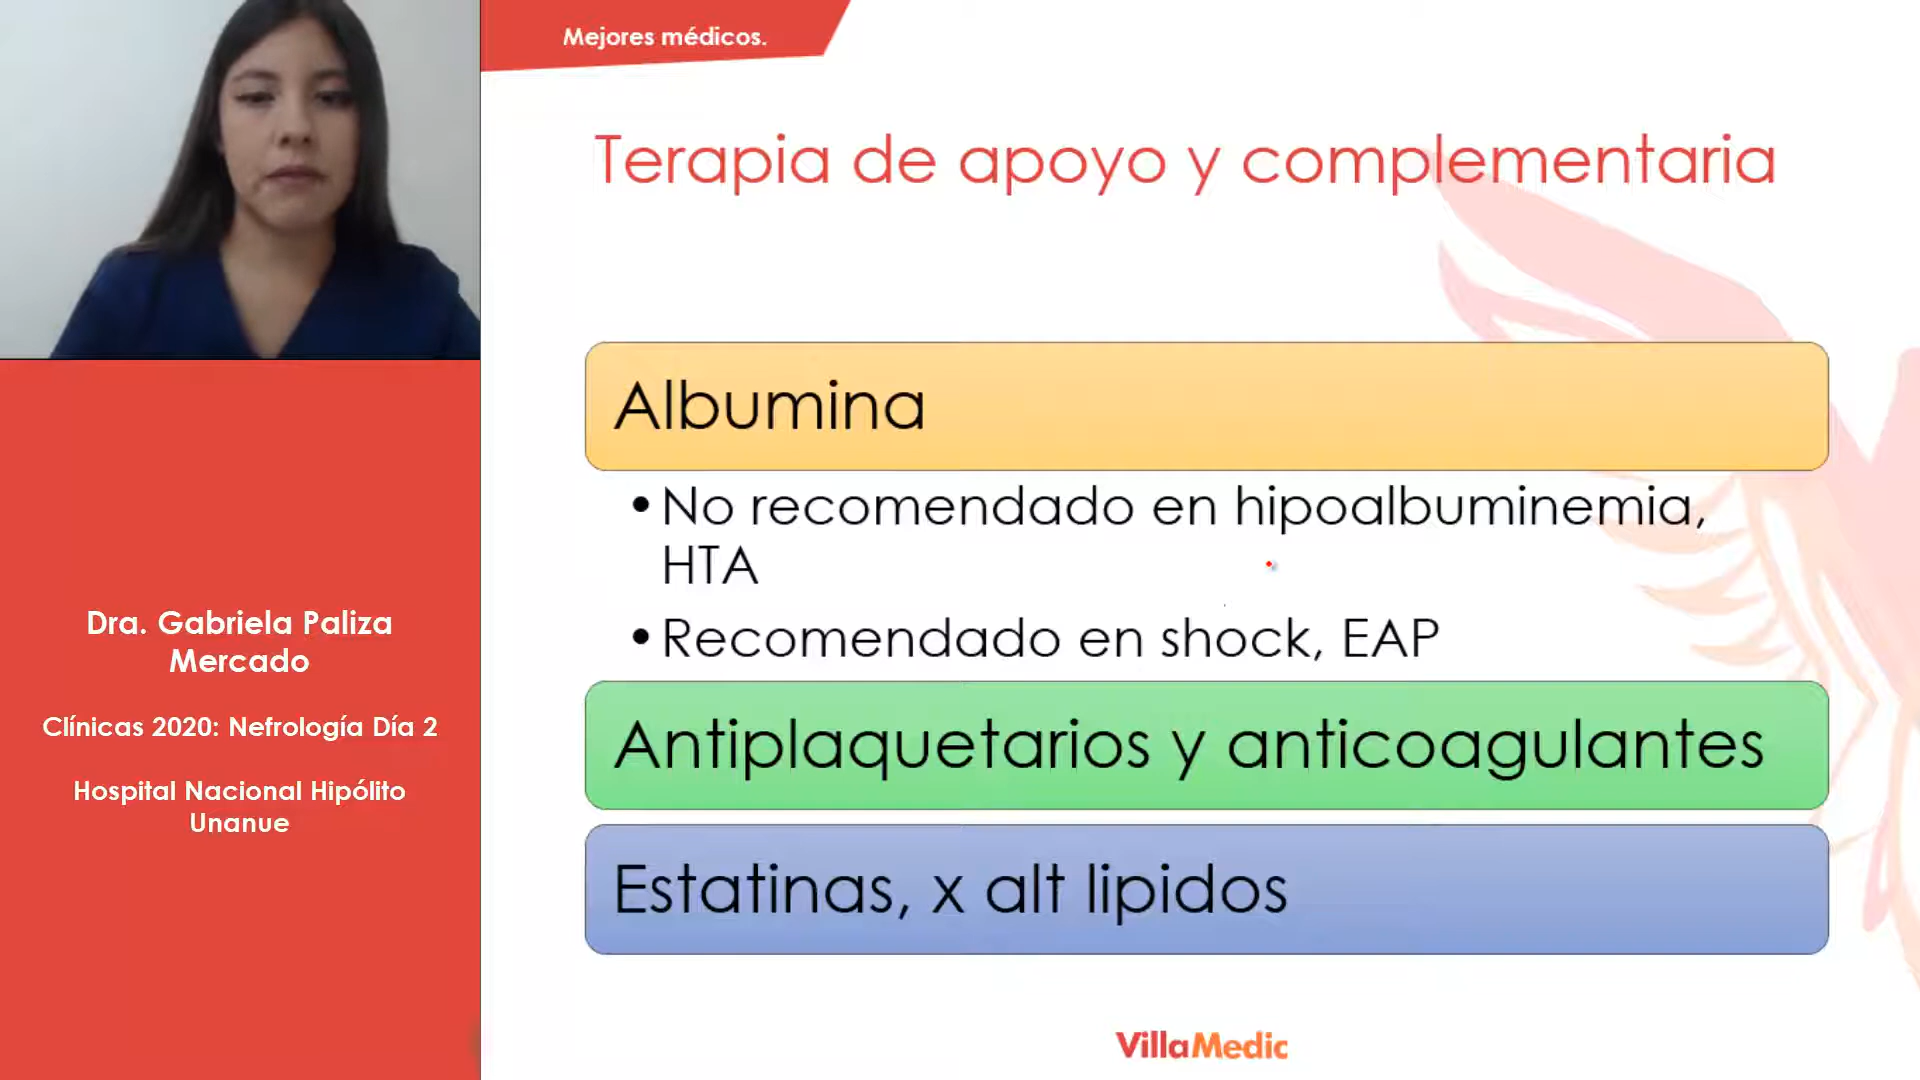 Mejores médicos.
Terapia de apoyo y complementaria
Albumina
•No recomendado en hipoalbuminemia,
HTA
•Recomendado en shock, EAP
Antiplaquetarios y anticoagulantes
Estatinas, x alt lipidos
VillaMedic
Dra. Gabriela Paliza
Mercado
Clínicas 2020: Nefrología Día 2
Hospital Nacional Hipólito
Unanue